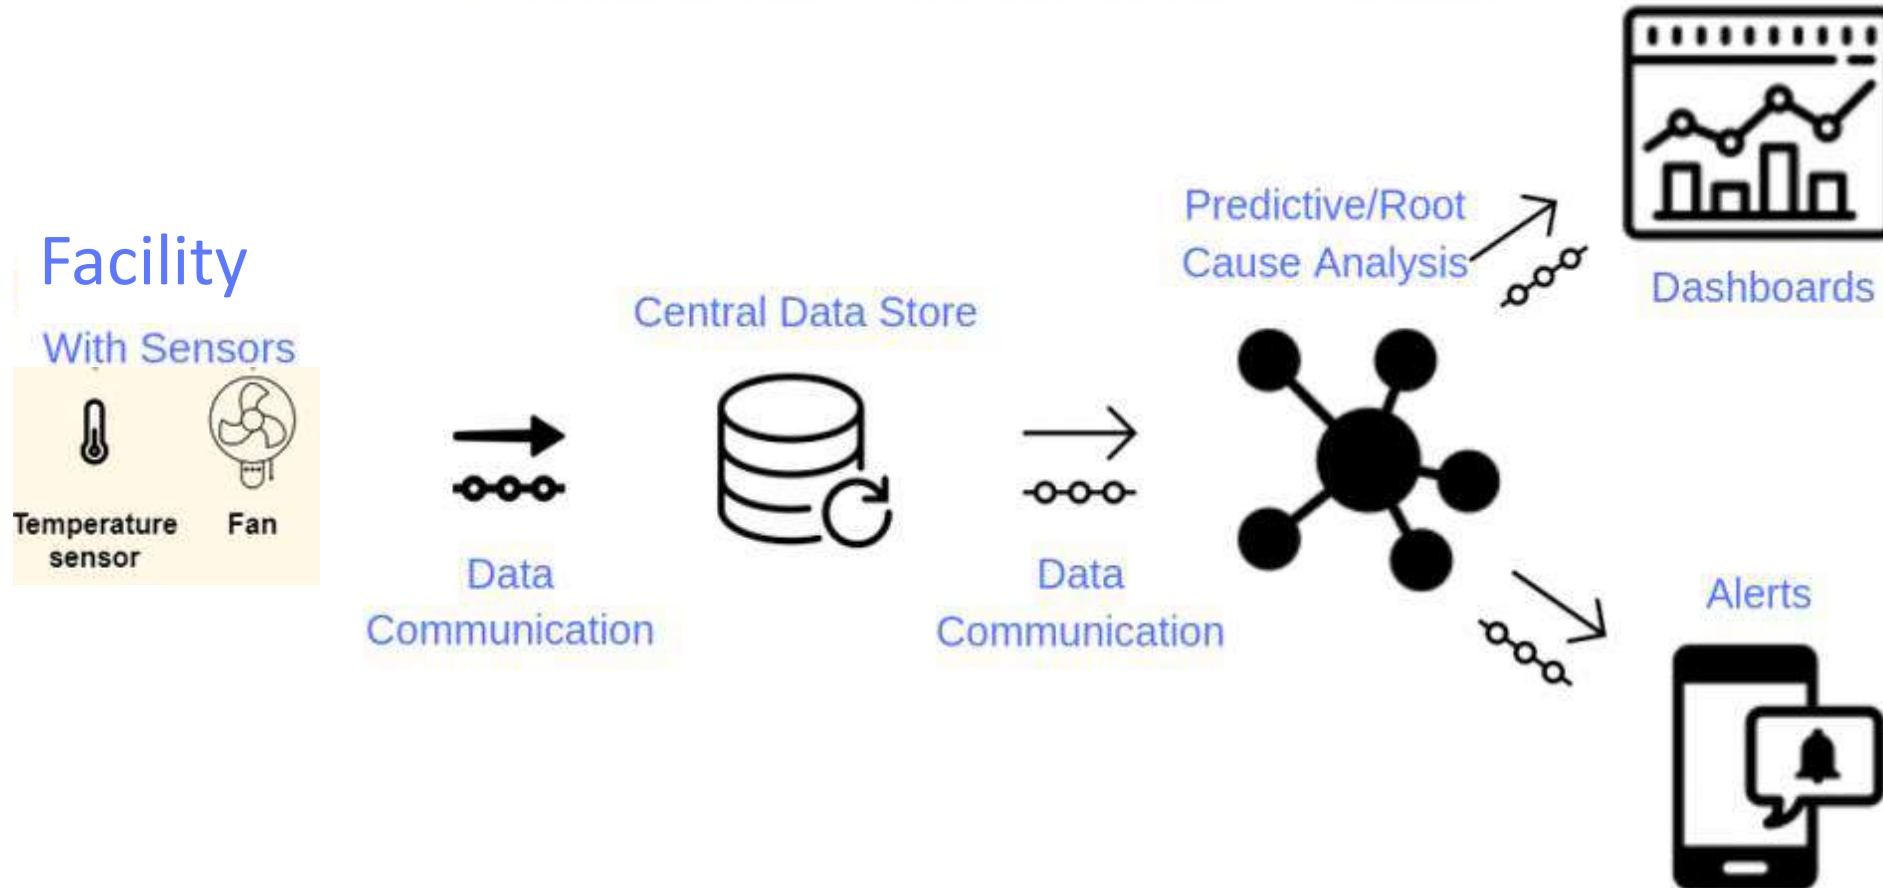 Facility
With Sensors
Temperature
sensor
Fan
Data
Communication
Central Data Store
Data
Communication
Predictive/Root
Cause Analysis
Dashboards
Alerts